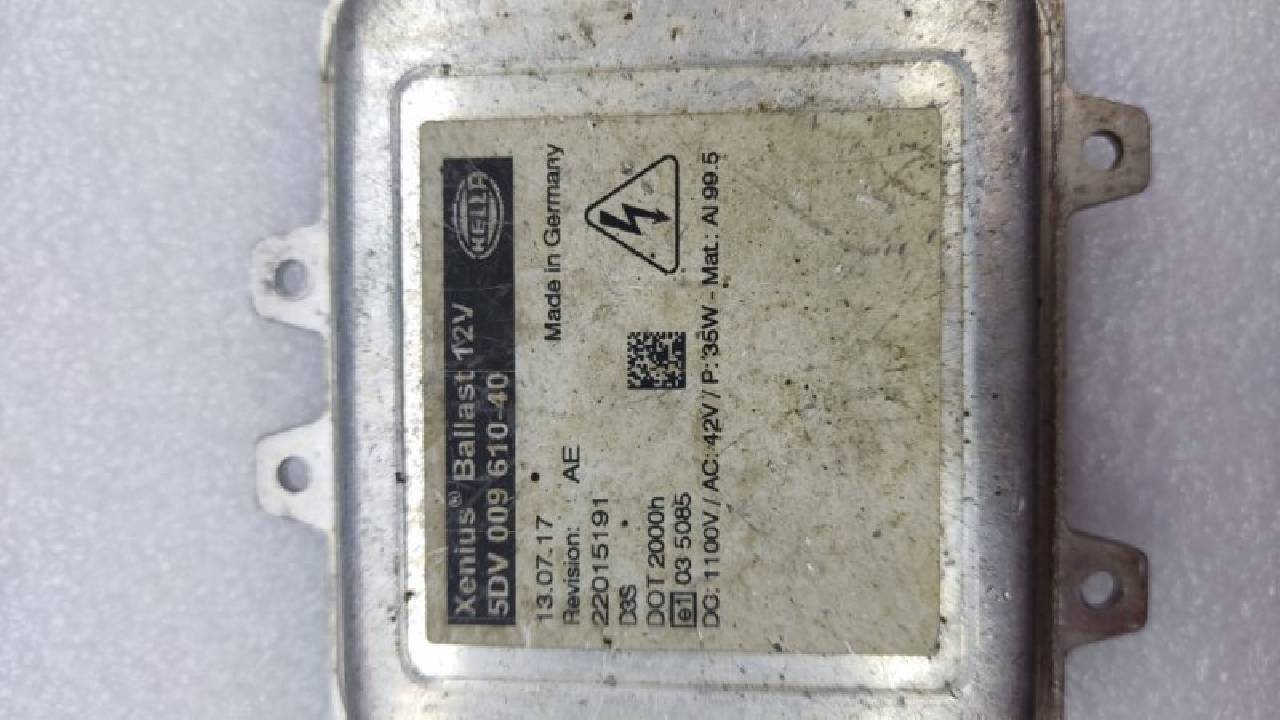 Xenius® Ballast 12V
5DV 009 610-40
HELLA
13.07.17
Made in Germany
Revision: AE
22015191
D3S
DOT 2000h
e1 03 5085
DC: 1100V / AC: 42V / P: 35W - Mat.: Al 99.5